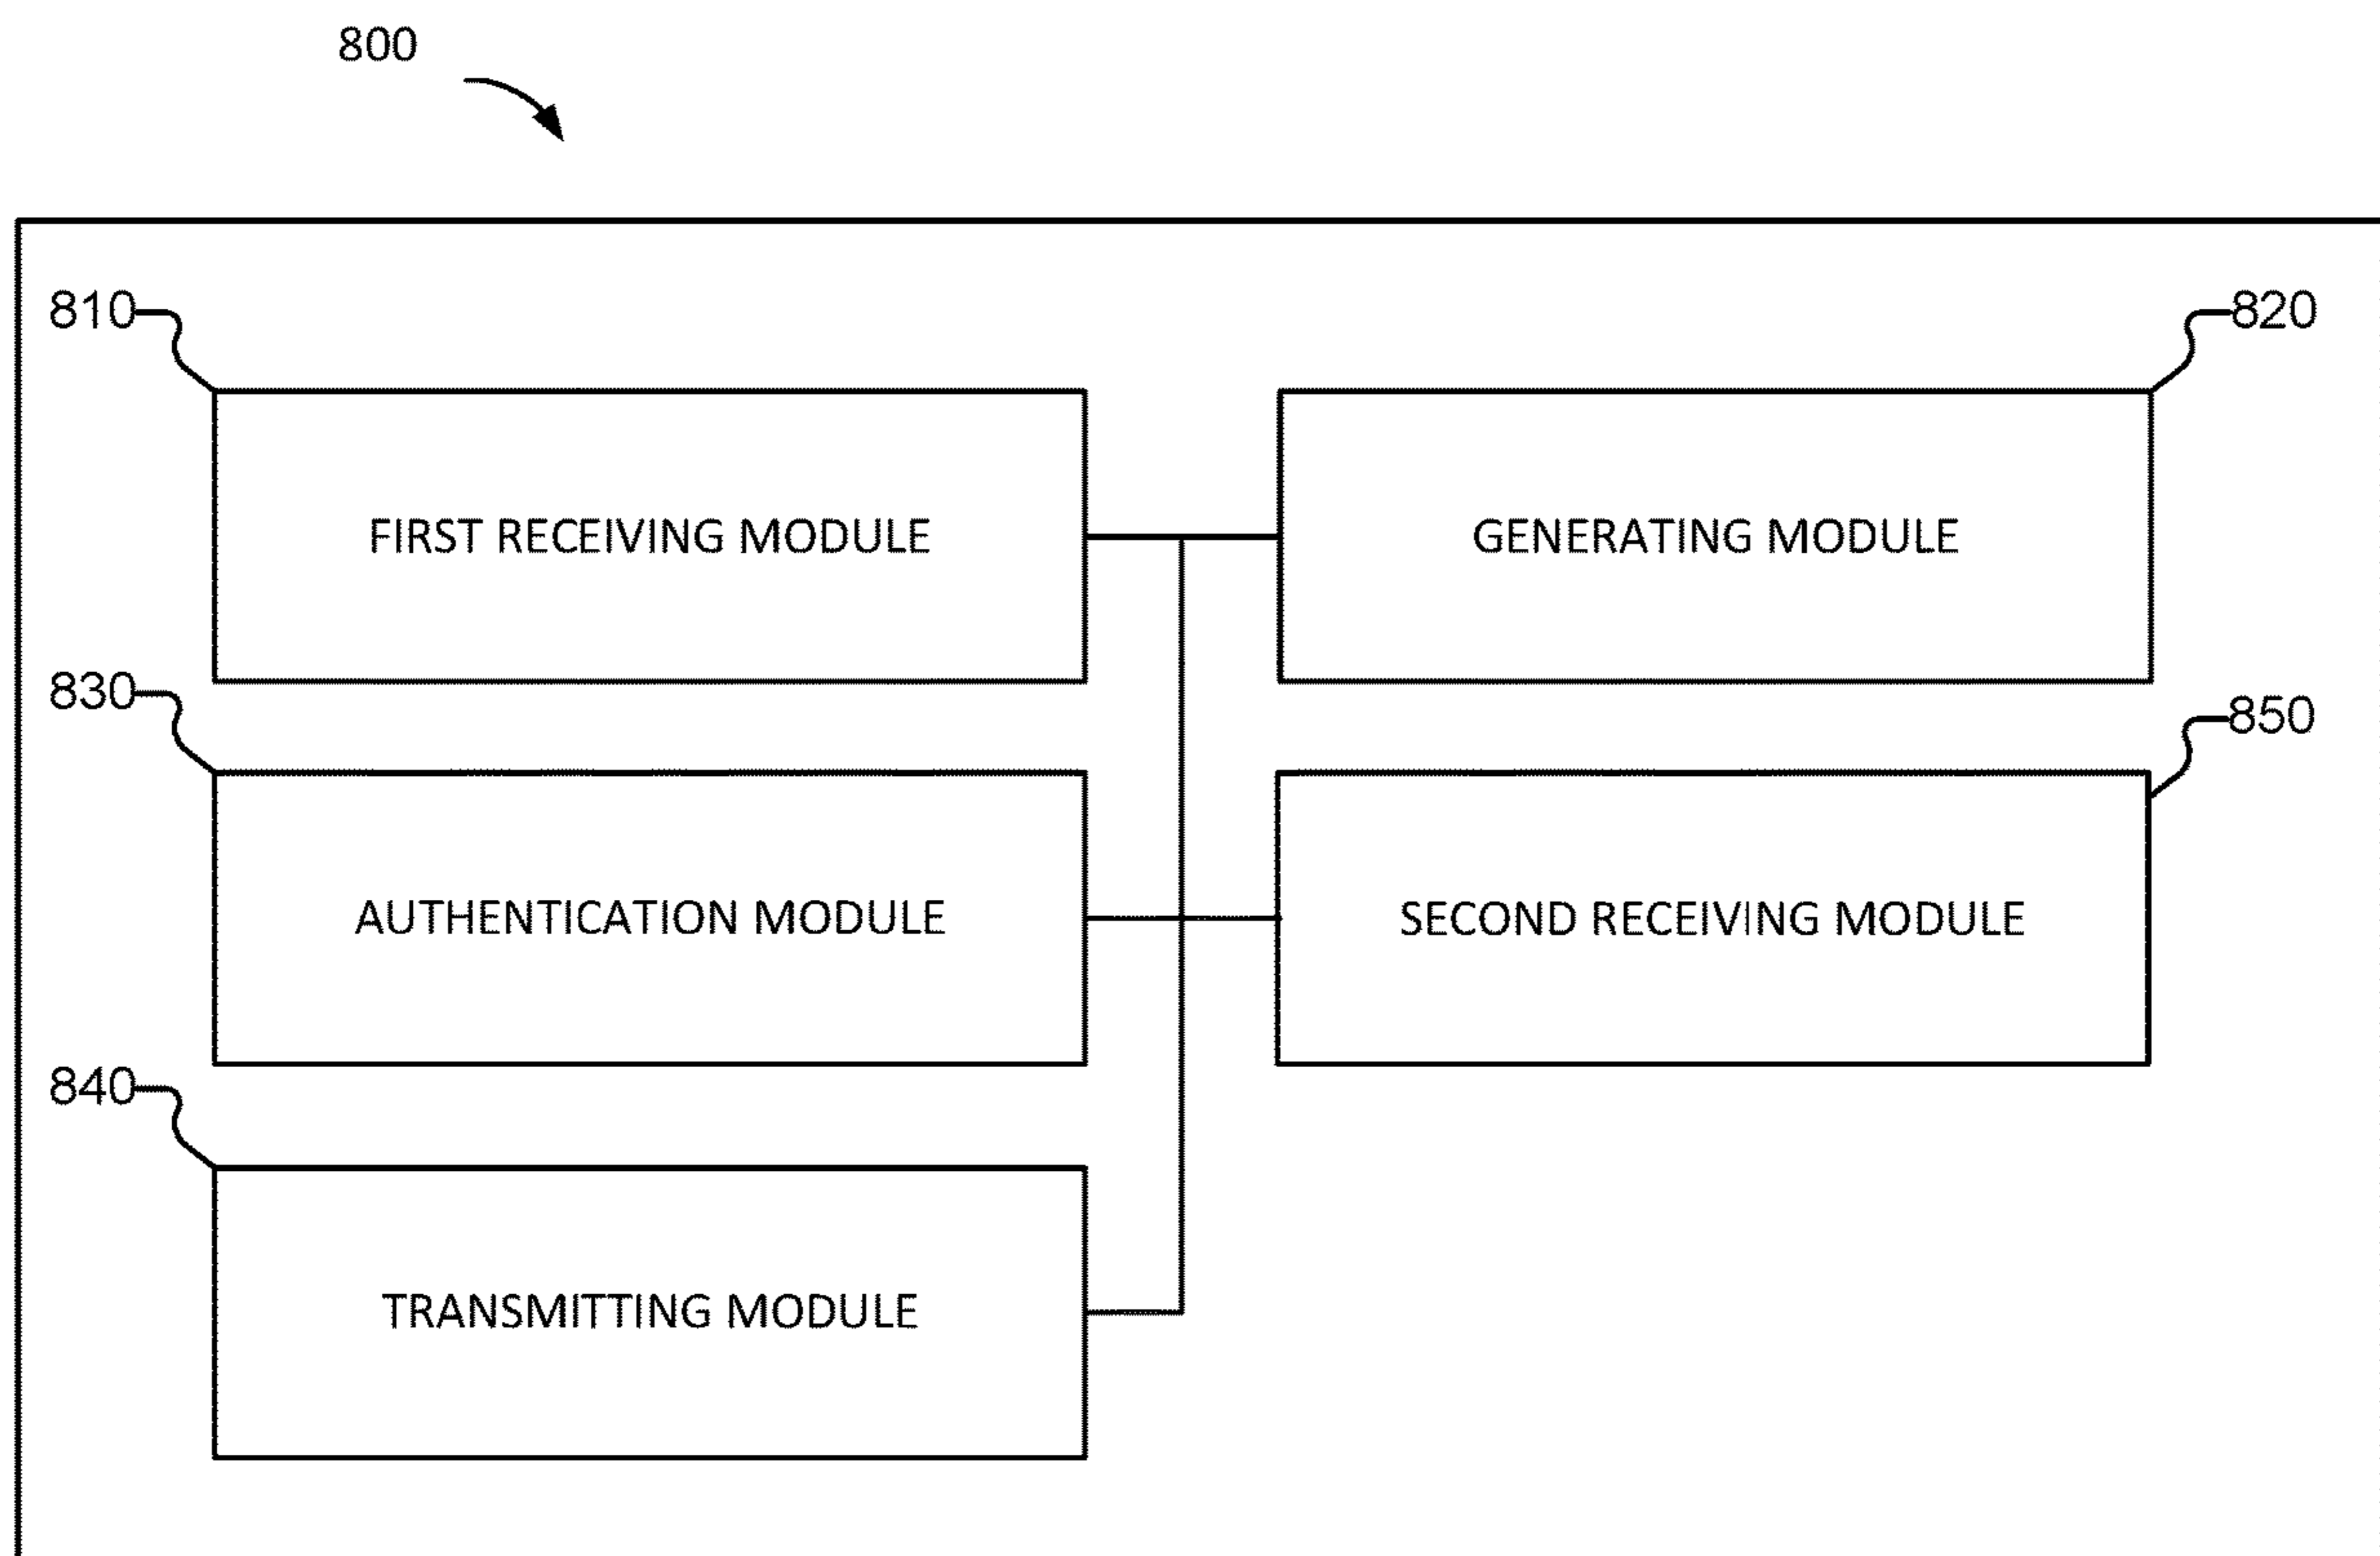 800
810
820
FIRST RECEIVING MODULE
GENERATING MODULE
830
850
AUTHENTICATION MODULE
SECOND RECEIVING MODULE
840
TRANSMITTING MODULE